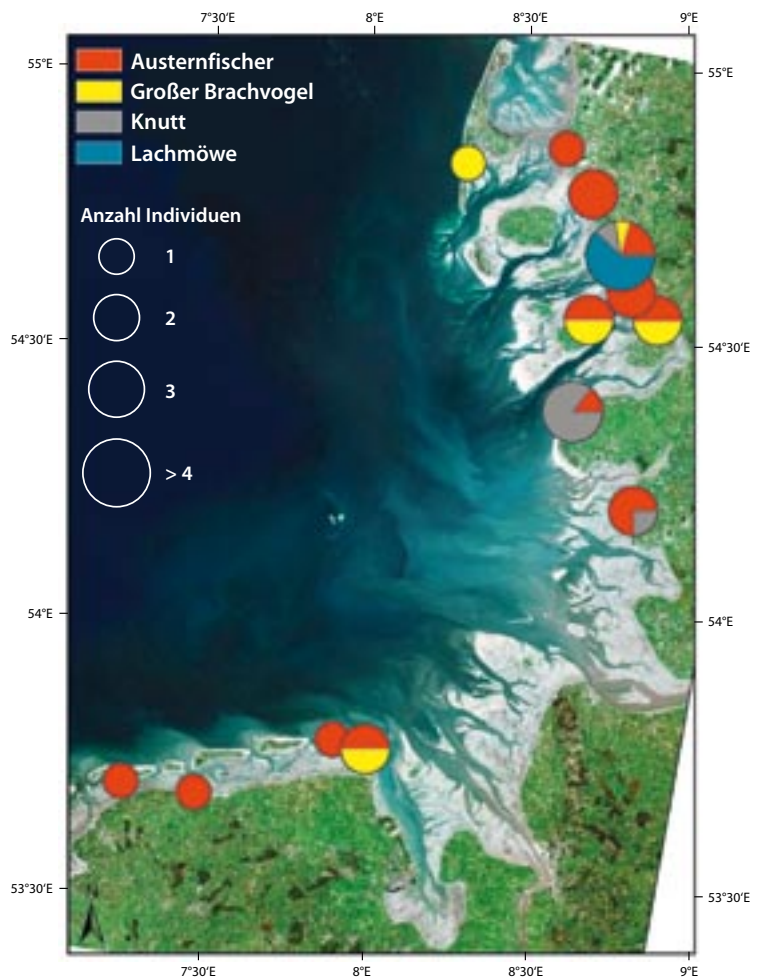 7°30'E 8°E 8°30'E 9°E
55°E
55°E
Austernfischer
Großer Brachvogel
Knutt
Lachmöwe
Anzahl Individuen
1
2
3
> 4
54°30'E
54°30'E
54°E
54°E
53°30'E
53°30'E
7°30'E 8°E 8°30'E 9°E